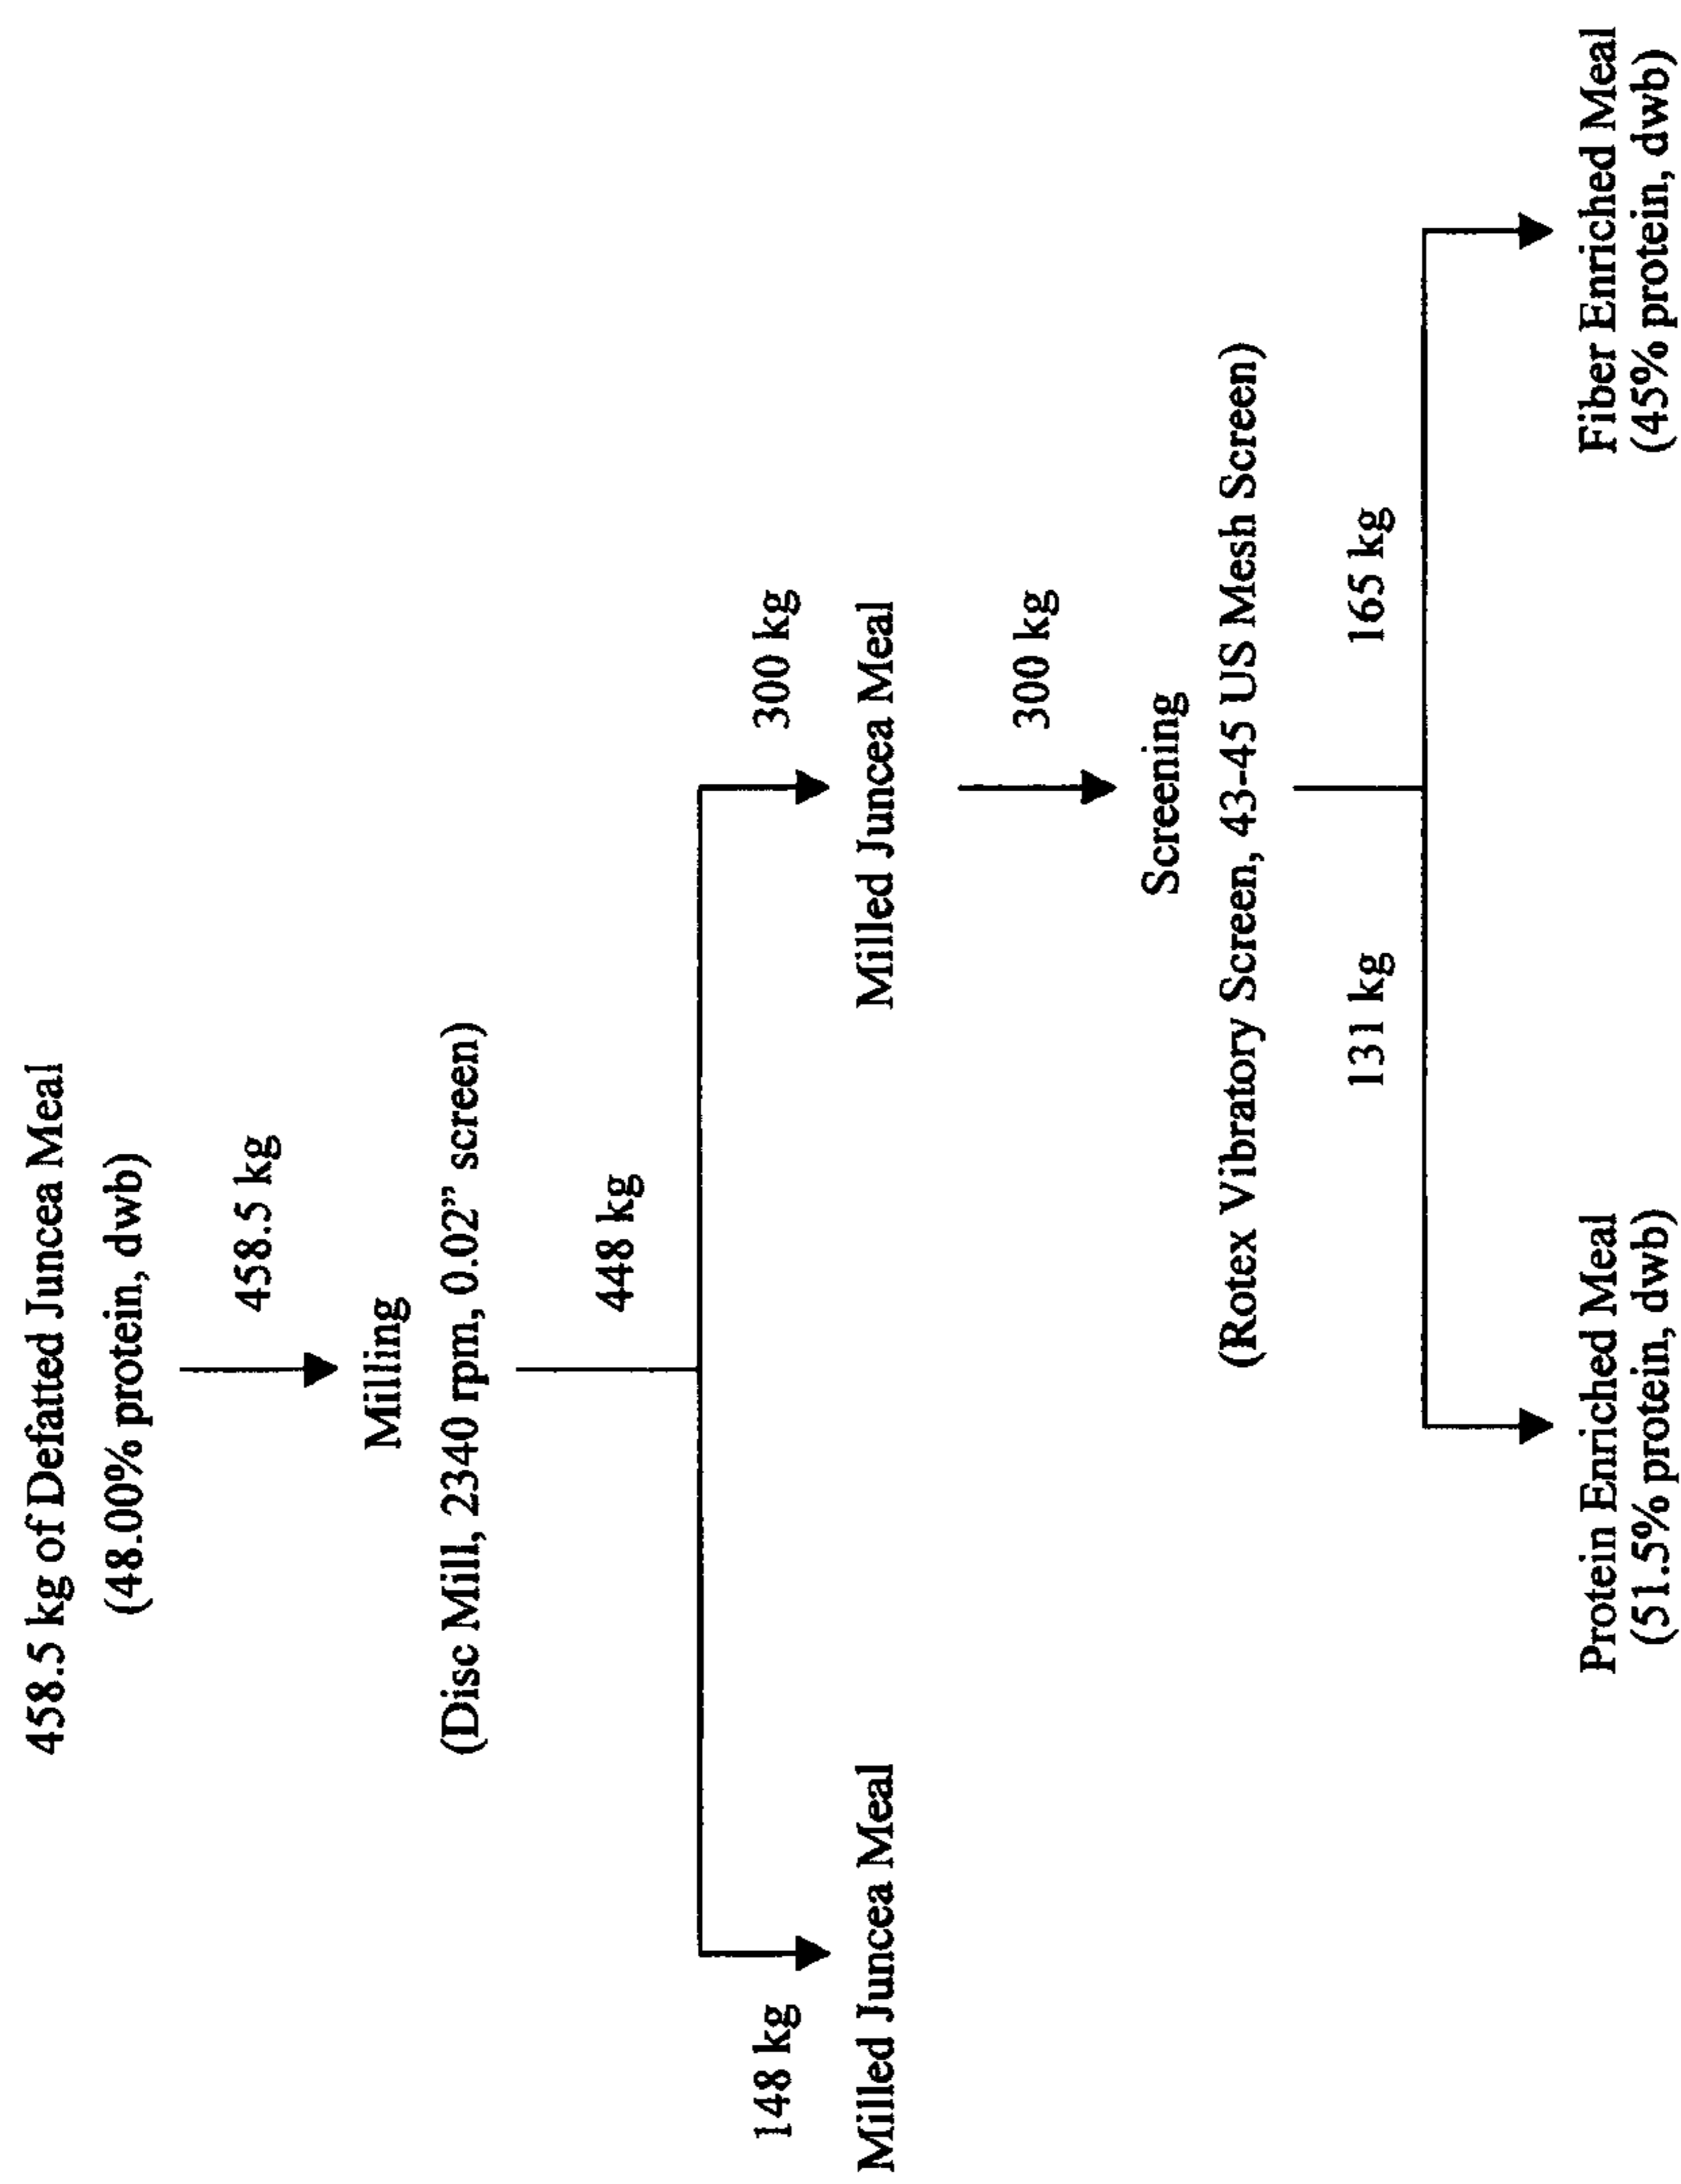 458.5 kg of Defatted Juncea Meal
(48.00% protein, dwb)
458.5 kg
Milling
(Disc Mill, 2340 rpm, 0.02” screen)
448 kg
148 kg
300 kg
Milled Juncea Meal
Milled Juncea Meal
300 kg
Screening
(Rotex Vibratory Screen, 43-45 US Mesh Screen)
131 kg
165 kg
Protein Enriched Meal
(51.5% protein, dwb)
Fiber Enriched Meal
(45% protein, dwb)